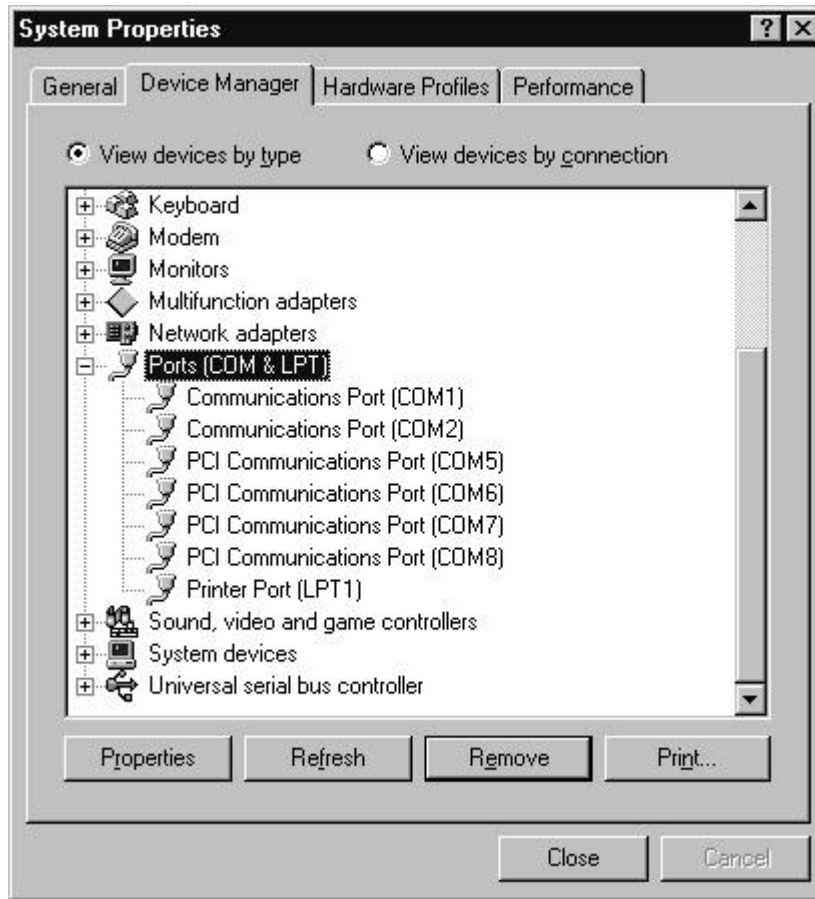 System Properties
General Device Manager Hardware Profiles Performance
View devices by type View devices by connection
Keyboard
Modem
Monitors
Multifunction adapters
Network adapters
Ports (COM & LPT)
Communications Port (COM1)
Communications Port (COM2)
PCI Communications Port (COM5)
PCI Communications Port (COM6)
PCI Communications Port (COM7)
PCI Communications Port (COM8)
Printer Port (LPT1)
Sound, video and game controllers
System devices
Universal serial bus controller
Properties Refresh Remove Print...
Close Cancel